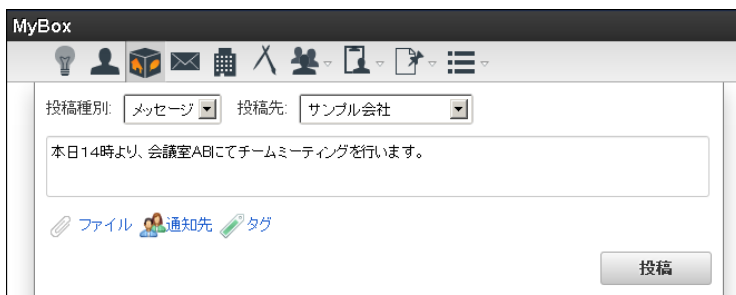 MyBox
投稿種別: メッセージ 投稿先: サンプル会社
本日14時より、会議室ABにてチームミーティングを行います。
ファイル 通知先 タグ
投稿